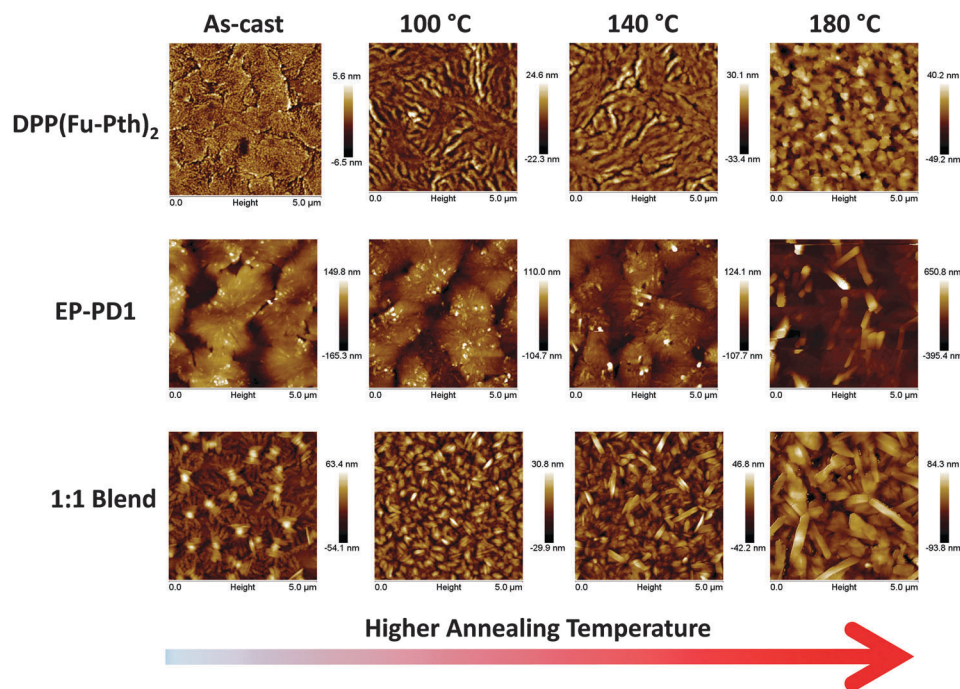 As-cast 100 °C 140 °C 180 °C
DPP(Fu-Pth)₂
5.6 nm
-6.5 nm
0.0 Height 5.0 µm
24.6 nm
-22.3 nm
0.0 Height 5.0 µm
30.1 nm
-33.4 nm
0.0 Height 5.0 µm
40.2 nm
-49.2 nm
0.0 Height 5.0 µm
EP-PD1
149.8 nm
-165.3 nm
0.0 Height 5.0 µm
110.0 nm
-104.7 nm
0.0 Height 5.0 µm
124.1 nm
-107.7 nm
0.0 Height 5.0 µm
650.8 nm
-395.4 nm
0.0 Height 5.0 µm
1:1 Blend
63.4 nm
-54.1 nm
0.0 Height 5.0 µm
30.8 nm
-29.9 nm
0.0 Height 5.0 µm
46.8 nm
-42.2 nm
0.0 Height 5.0 µm
84.3 nm
-93.8 nm
0.0 Height 5.0 µm
Higher Annealing Temperature